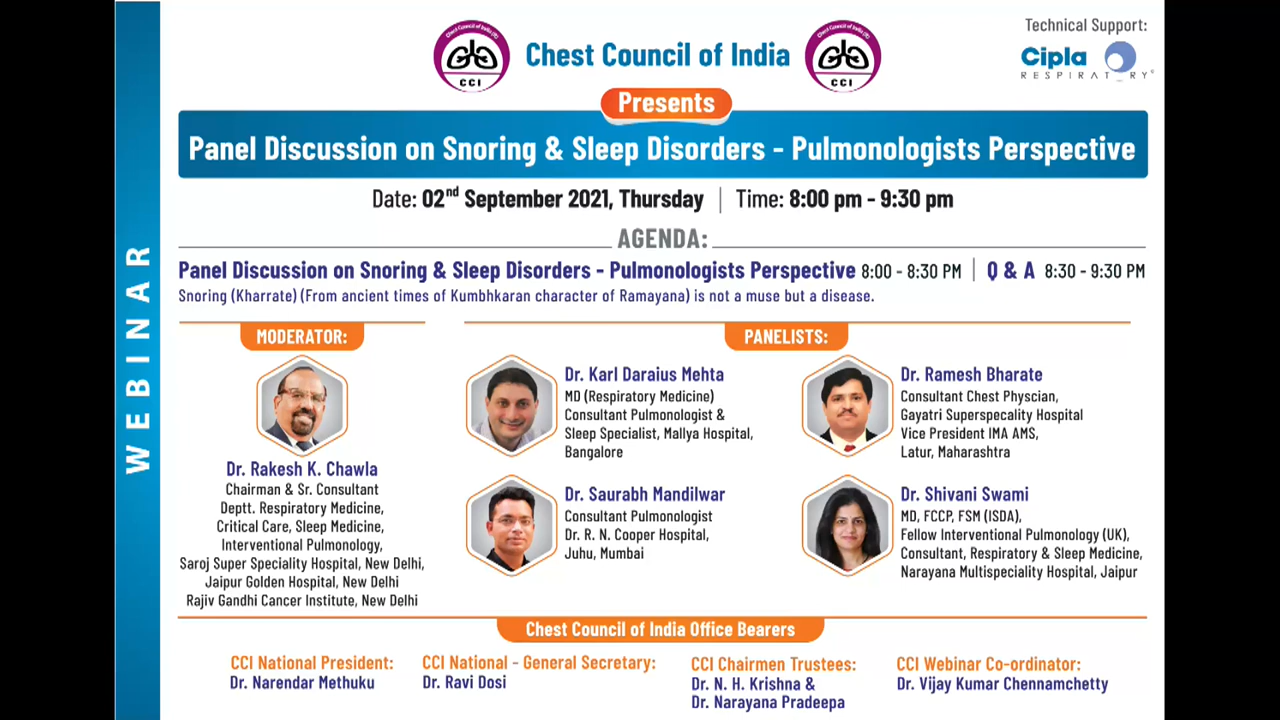 WEBINAR
Chest Council of India (R)
CCI
Chest Council of India
Chest Council of India (R)
CCI
Technical Support:
Cipla
RESPIRATORY
Presents
Panel Discussion on Snoring & Sleep Disorders - Pulmonologists Perspective
Date: 02nd September 2021, Thursday | Time: 8:00 pm - 9:30 pm
AGENDA:
Panel Discussion on Snoring & Sleep Disorders - Pulmonologists Perspective 8:00 - 8:30 PM | Q & A 8:30 - 9:30 PM
Snoring (Kharrate) (From ancient times of Kumbhkaran character of Ramayana) is not a muse but a disease.
MODERATOR:
Dr. Rakesh K. Chawla
Chairman & Sr. Consultant
Deptt. Respiratory Medicine,
Critical Care, Sleep Medicine,
Interventional Pulmonology,
Saroj Super Speciality Hospital, New Delhi,
Jaipur Golden Hospital, New Delhi
Rajiv Gandhi Cancer Institute, New Delhi
PANELISTS:
Dr. Karl Daraius Mehta
MD (Respiratory Medicine)
Consultant Pulmonologist &
Sleep Specialist, Mallya Hospital,
Bangalore
Dr. Ramesh Bharate
Consultant Chest Physcian,
Gayatri Superspecality Hospital
Vice President IMA AMS,
Latur, Maharashtra
Dr. Saurabh Mandilwar
Consultant Pulmonologist
Dr. R. N. Cooper Hospital,
Juhu, Mumbai
Dr. Shivani Swami
MD, FCCP, FSM (ISDA),
Fellow Interventional Pulmonology (UK),
Consultant, Respiratory & Sleep Medicine,
Narayana Multispeciality Hospital, Jaipur
Chest Council of India Office Bearers
CCI National President:
Dr. Narendar Methuku
CCI National - General Secretary:
Dr. Ravi Dosi
CCI Chairmen Trustees:
Dr. N. H. Krishna &
Dr. Narayana Pradeepa
CCI Webinar Co-ordinator:
Dr. Vijay Kumar Chennamchetty